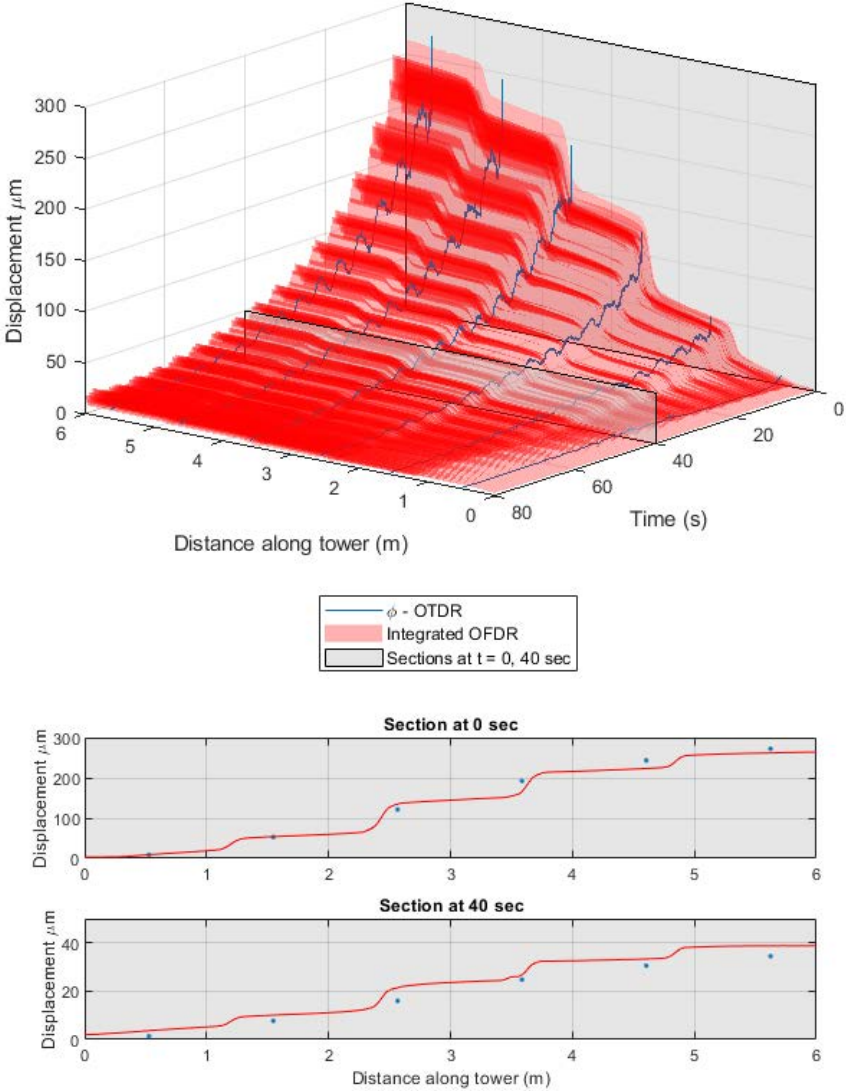 300
250
200
150
100
50
0
Displacement μm
6
5
4
3
2
1
0
Distance along tower (m)
80
60
40
20
0
Time (s)
ϕ - OTDR
Integrated OFDR
Sections at t = 0, 40 sec
Section at 0 sec
300
200
100
0
Displacement μm
0 1 2 3 4 5 6
Section at 40 sec
40
20
0
Displacement μm
0 1 2 3 4 5 6
Distance along tower (m)